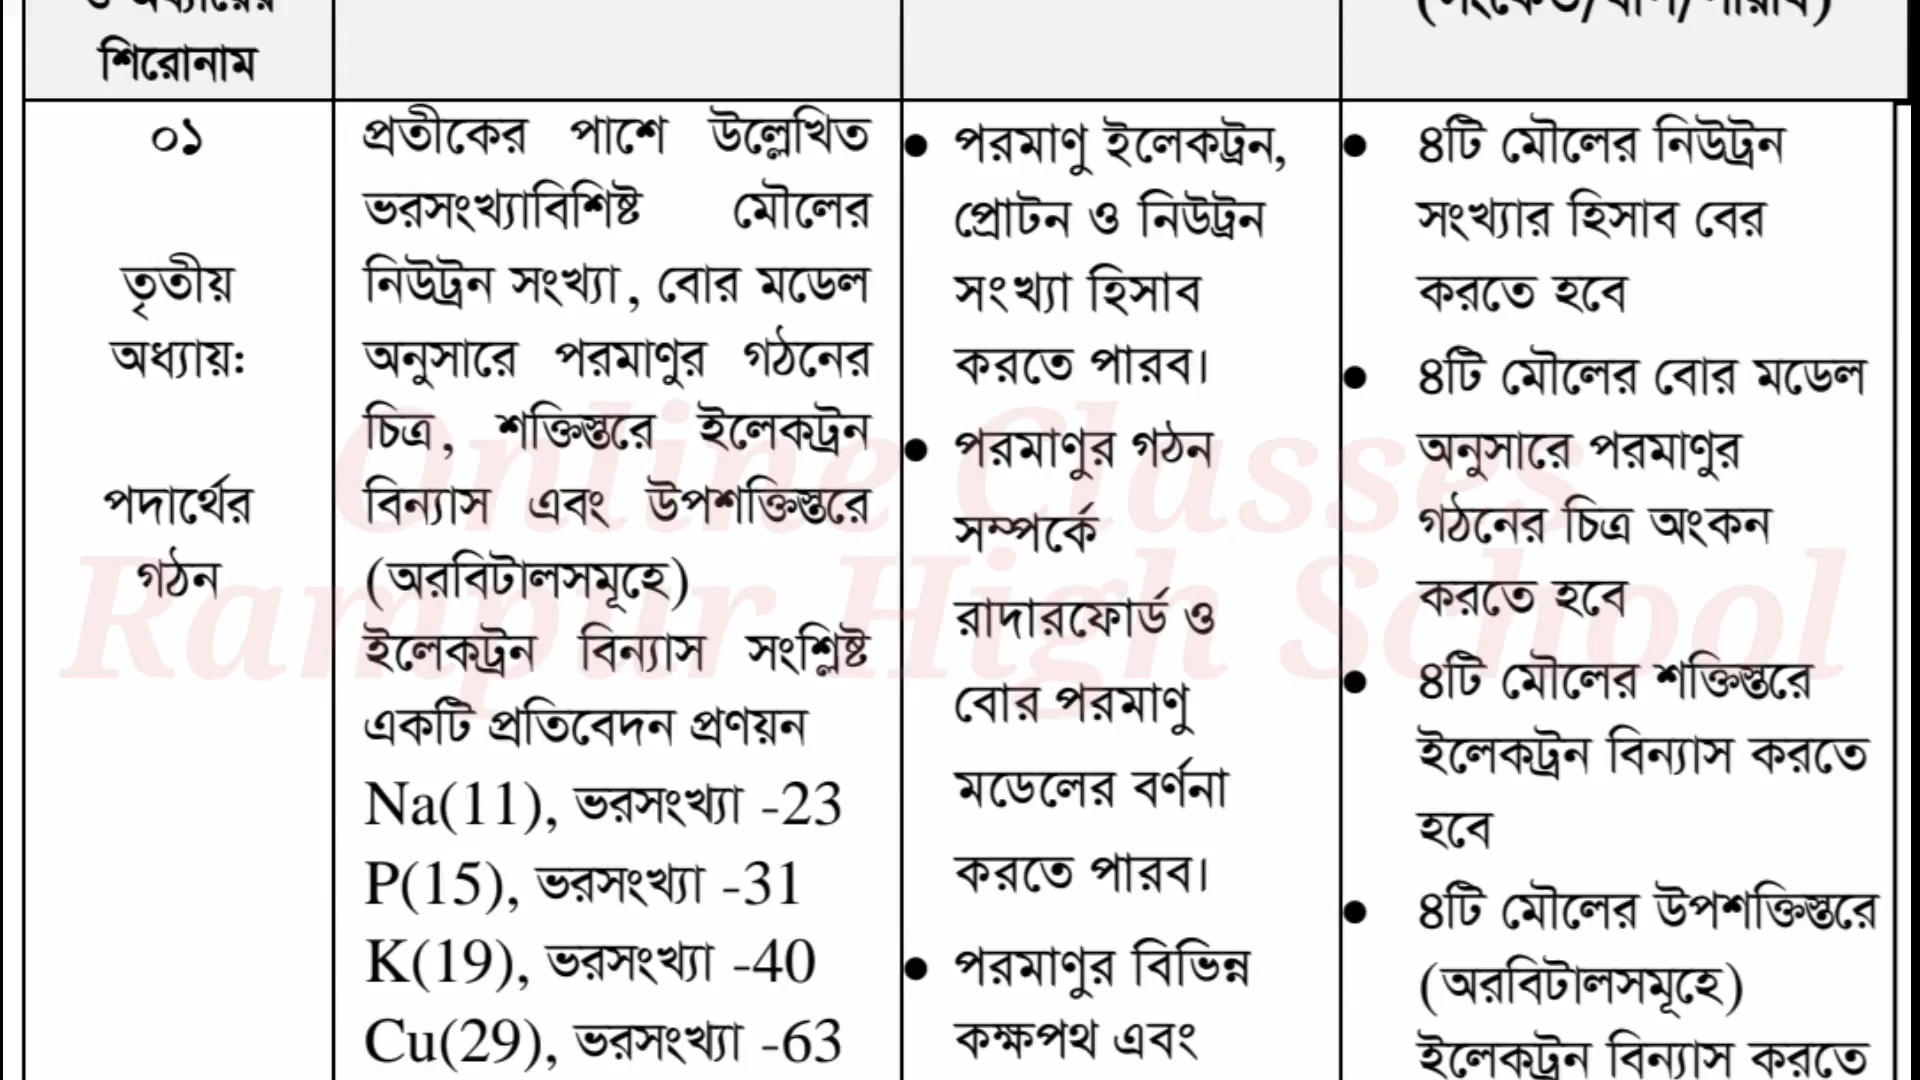 শিরোনাম
০১
তৃতীয়
অধ্যায়ঃ
পদার্থের
গঠন
প্রতীকের পাশে উল্লেখিত
ভরসংখ্যাবিশিষ্ট মৌলের
নিউট্রন সংখ্যা, বোর মডেল
অনুসারে পরমাণুর গঠনের
চিত্র, শক্তিস্তরে ইলেকট্রন
বিন্যাস এবং উপশক্তিস্তরে
(অরবিটালসমূহে)
ইলেকট্রন বিন্যাস সংশ্লিষ্ট
একটি প্রতিবেদন প্রণয়ন
Na(11), ভরসংখ্যা -23
P(15), ভরসংখ্যা -31
K(19), ভরসংখ্যা -40
Cu(29), ভরসংখ্যা -63
● পরমাণু ইলেকট্রন,
প্রোটন ও নিউট্রন
সংখ্যা হিসাব
করতে পারব।
● পরমাণুর গঠন
সম্পর্কে
রাদারফোর্ড ও
বোর পরমাণু
মডেলের বর্ণনা
করতে পারব।
● পরমাণুর বিভিন্ন
কক্ষপথ এবং
● ৪টি মৌলের নিউট্রন
সংখ্যার হিসাব বের
করতে হবে
● ৪টি মৌলের বোর মডেল
অনুসারে পরমাণুর
গঠনের চিত্র অংকন
করতে হবে
● ৪টি মৌলের শক্তিস্তরে
ইলেকট্রন বিন্যাস করতে
হবে
● ৪টি মৌলের উপশক্তিস্তরে
(অরবিটালসমূহে)
ইলেকট্রন বিন্যাস করতে
Online Classes
Rampur High School